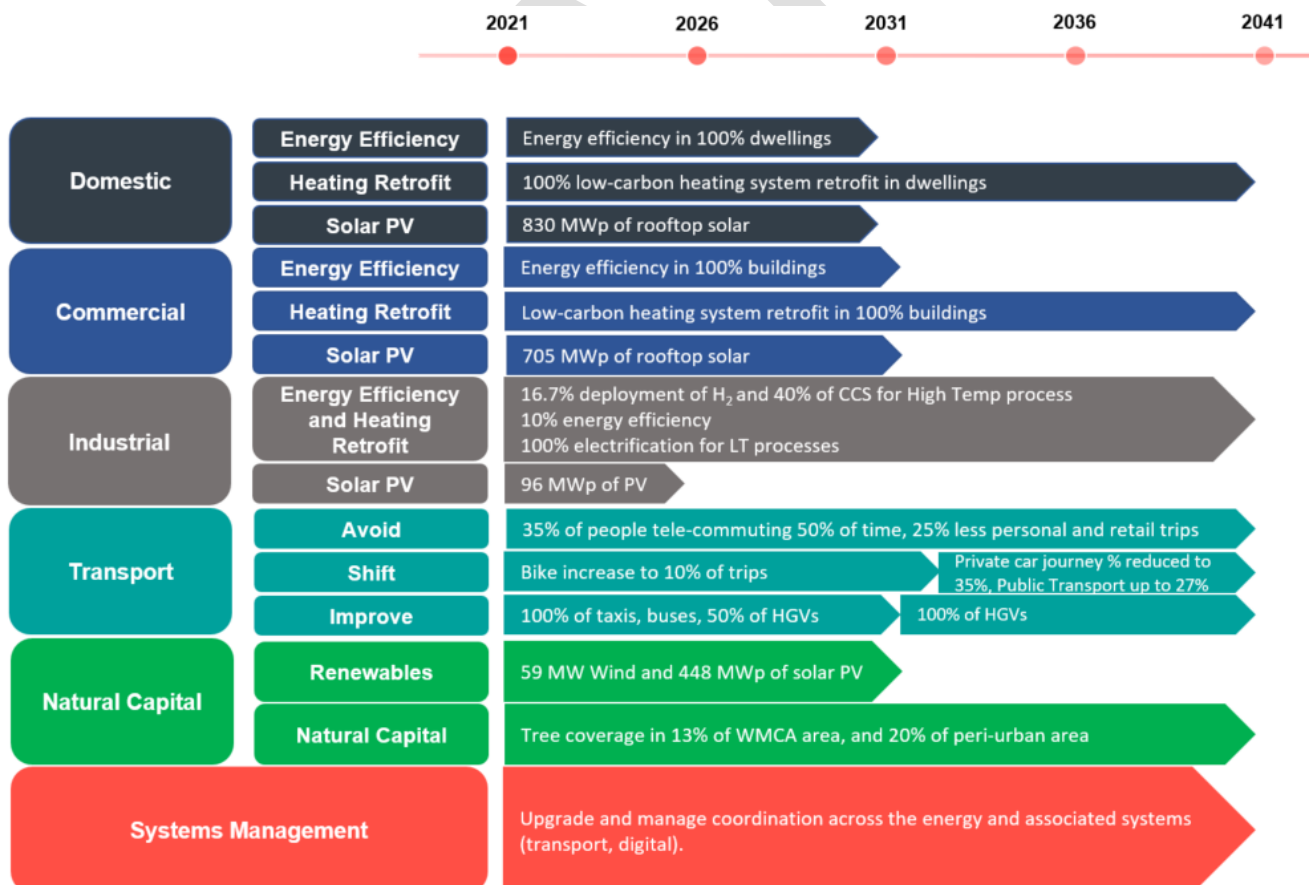 2021 2026 2031 2036 2041
Domestic
Energy Efficiency
Energy efficiency in 100% dwellings
Heating Retrofit
100% low-carbon heating system retrofit in dwellings
Solar PV
830 MWp of rooftop solar
Commercial
Energy Efficiency
Energy efficiency in 100% buildings
Heating Retrofit
Low-carbon heating system retrofit in 100% buildings
Solar PV
705 MWp of rooftop solar
Industrial
Energy Efficiency
and Heating
Retrofit
16.7% deployment of H₂ and 40% of CCS for High Temp process
10% energy efficiency
100% electrification for LT processes
Solar PV
96 MWp of PV
Transport
Avoid
35% of people tele-commuting 50% of time, 25% less personal and retail trips
Shift
Bike increase to 10% of trips
Private car journey % reduced to
35%, Public Transport up to 27%
Improve
100% of taxis, buses, 50% of HGVs
100% of HGVs
Natural Capital
Renewables
59 MW Wind and 448 MWp of solar PV
Natural Capital
Tree coverage in 13% of WMCA area, and 20% of peri-urban area
Systems Management
Upgrade and manage coordination across the energy and associated systems
(transport, digital).